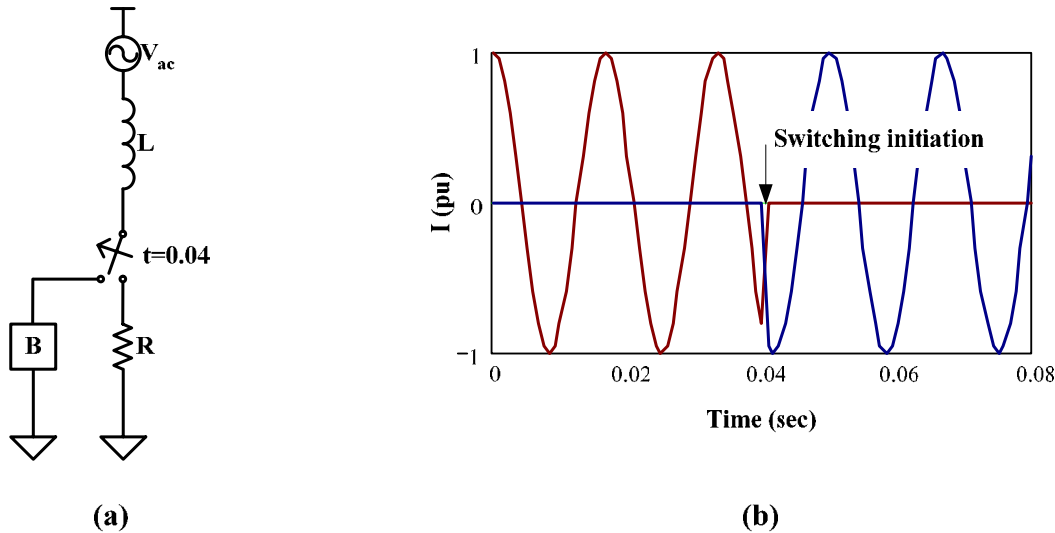 V_ac
L
t=0.04
B
R
(a)
1
0
−1
I (pu)
Switching initiation
0
0.02
0.04
0.06
0.08
Time (sec)
(b)